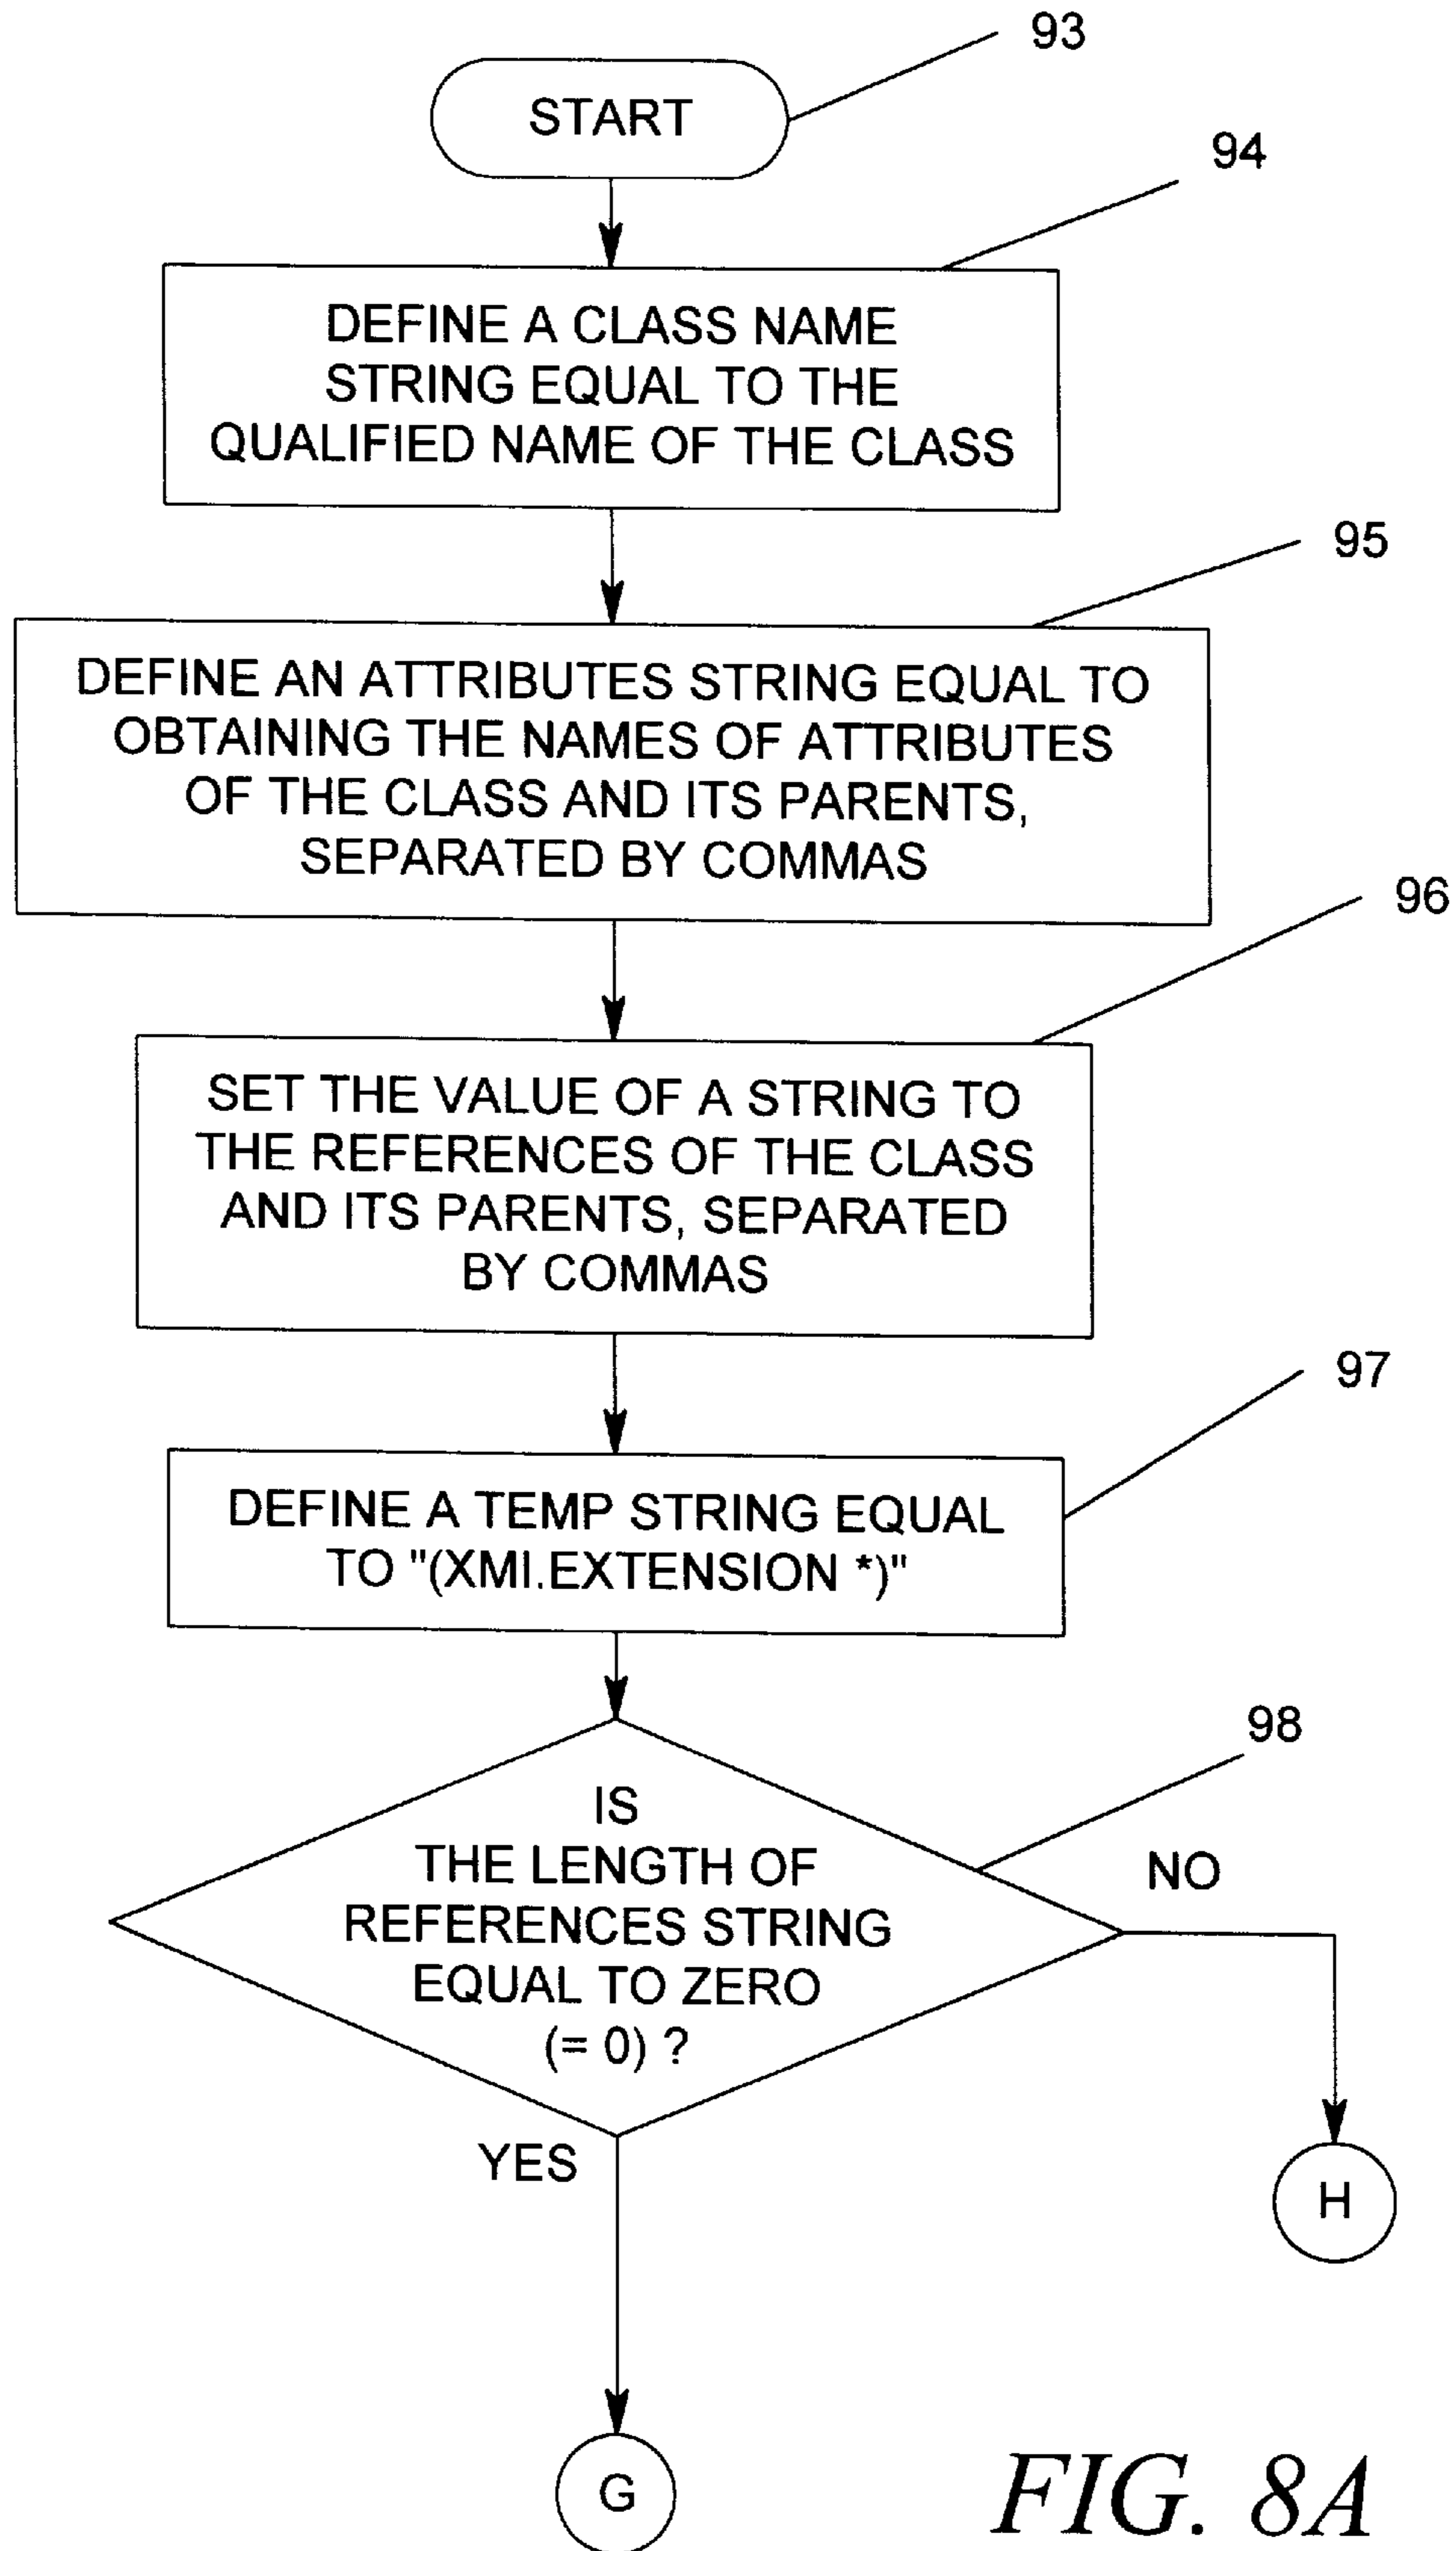 93
START
94
DEFINE A CLASS NAME
STRING EQUAL TO THE
QUALIFIED NAME OF THE CLASS
95
DEFINE AN ATTRIBUTES STRING EQUAL TO
OBTAINING THE NAMES OF ATTRIBUTES
OF THE CLASS AND ITS PARENTS,
SEPARATED BY COMMAS
96
SET THE VALUE OF A STRING TO
THE REFERENCES OF THE CLASS
AND ITS PARENTS, SEPARATED
BY COMMAS
97
DEFINE A TEMP STRING EQUAL
TO "(XMI.EXTENSION *)"
98
IS
THE LENGTH OF
REFERENCES STRING
EQUAL TO ZERO
(= 0) ?
NO
YES
H
G
FIG. 8A